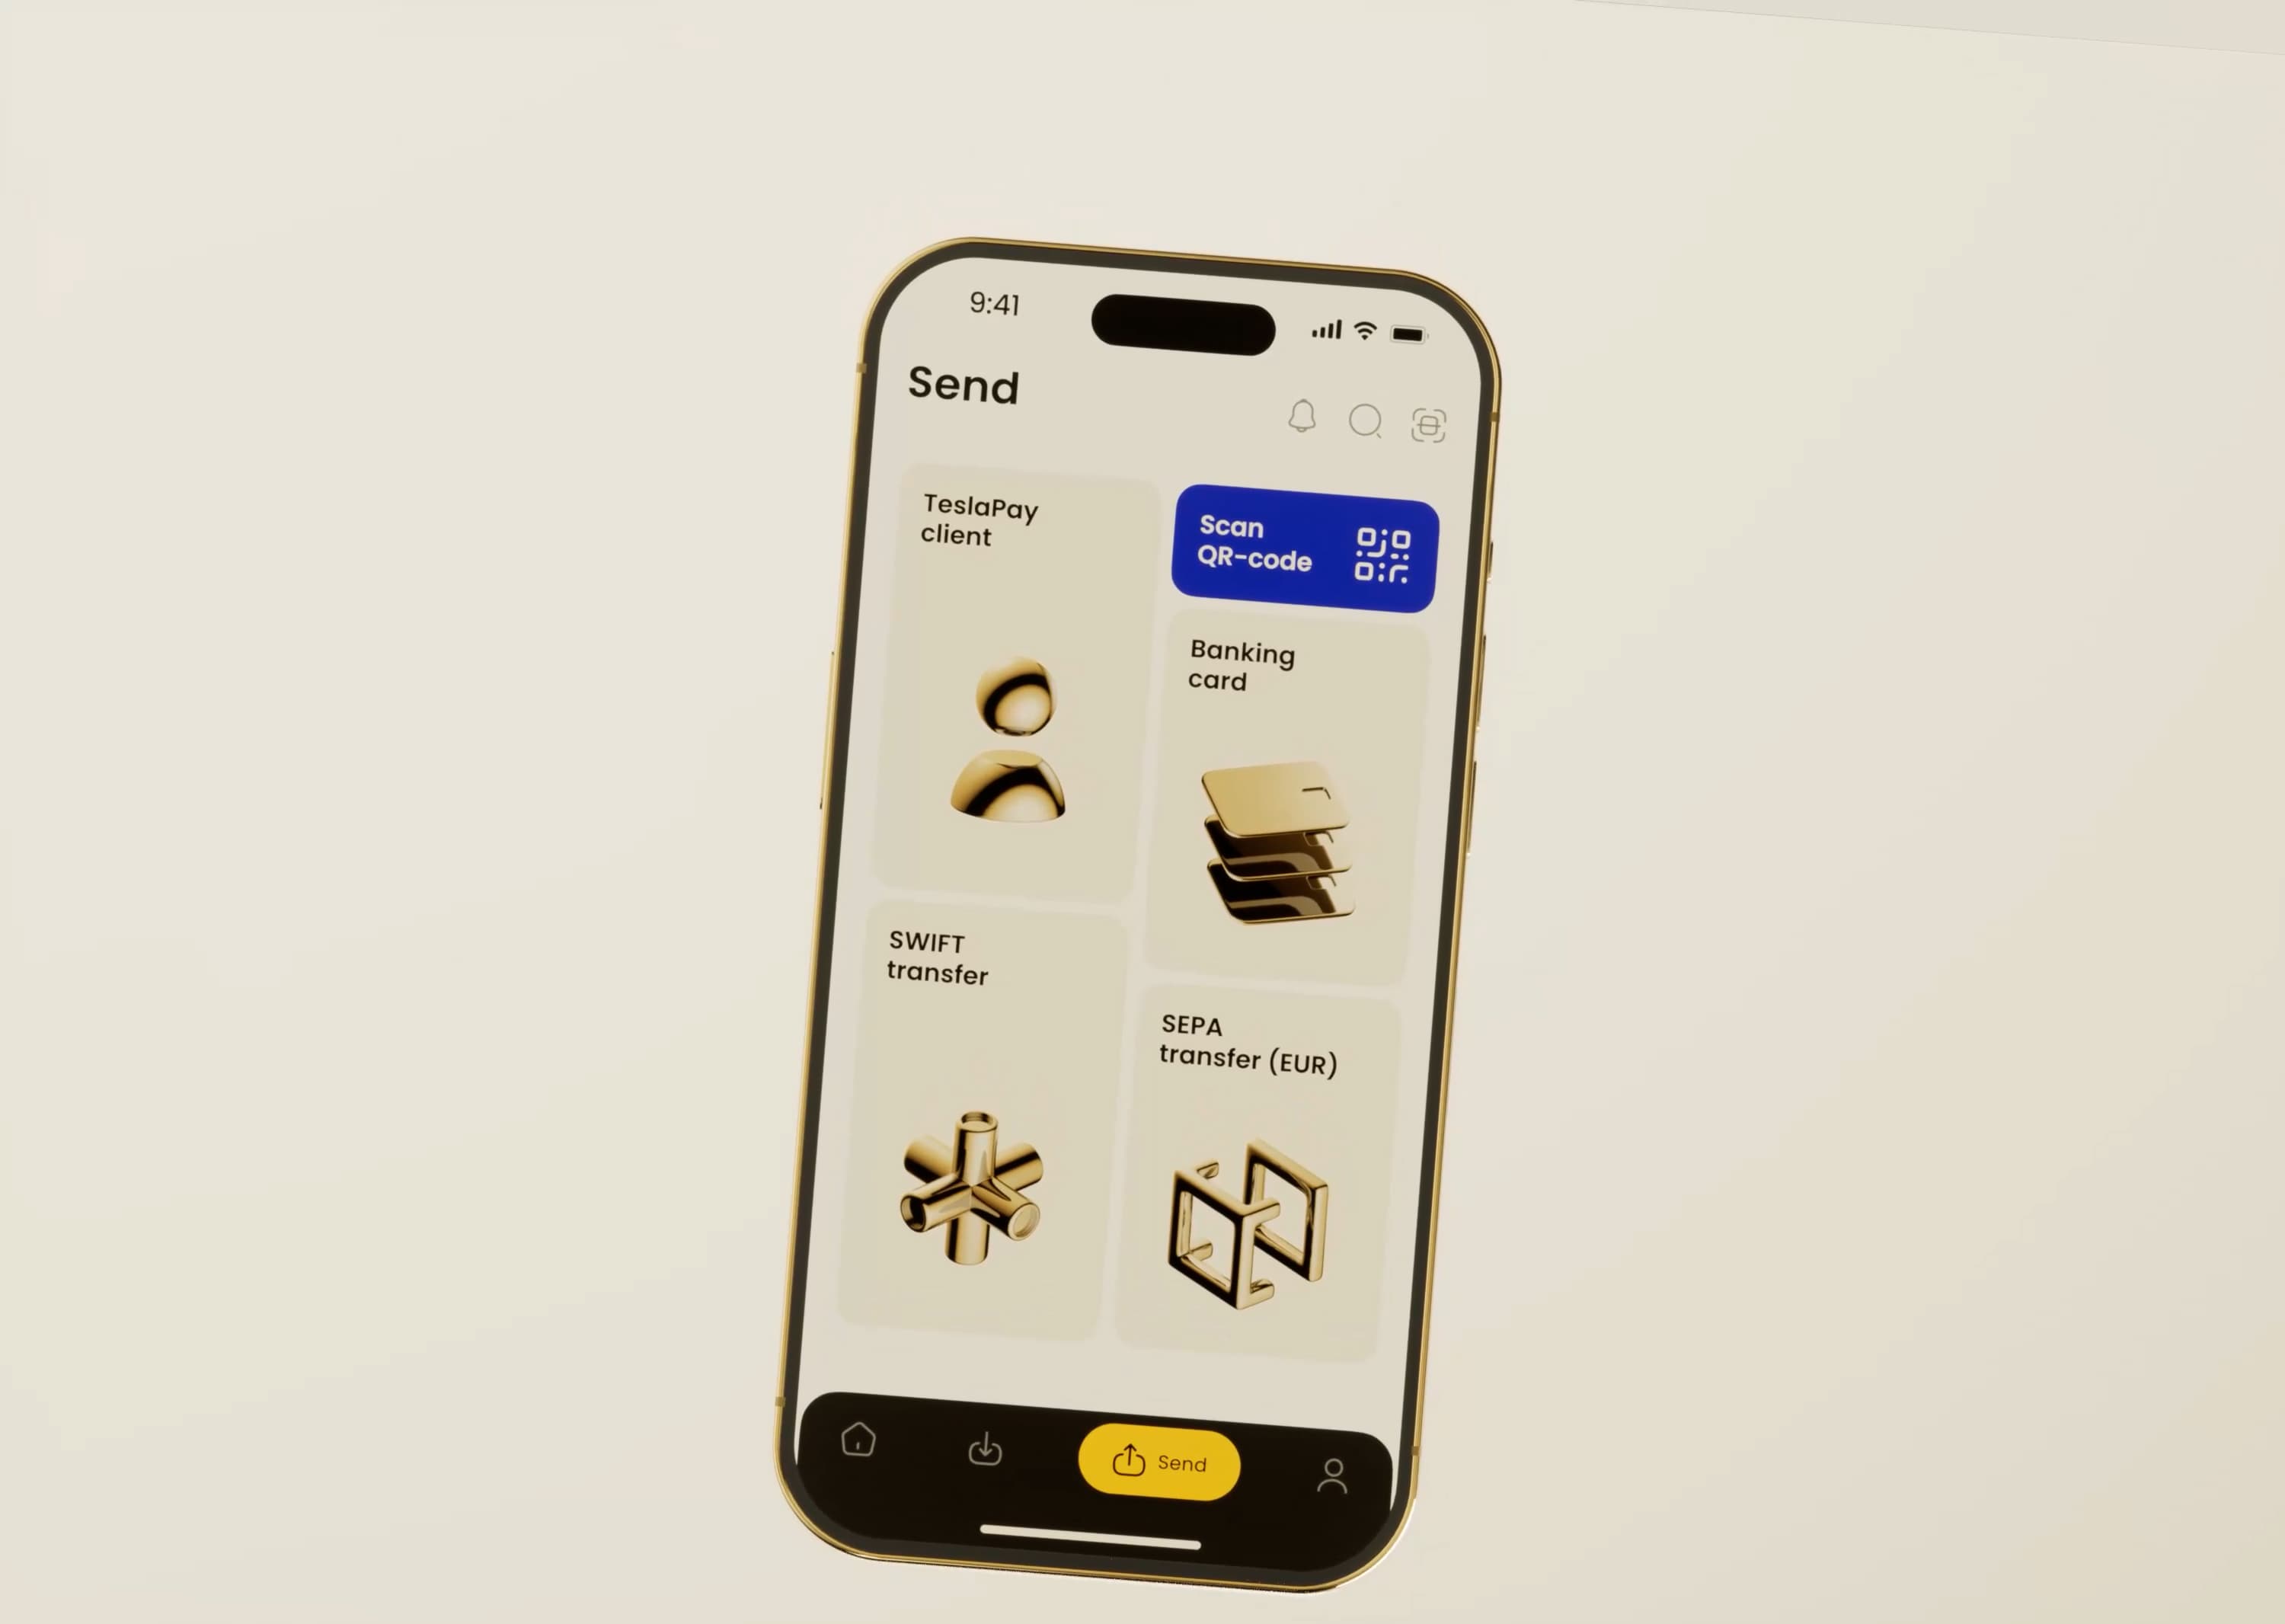 9:41
Send
TeslaPay
client
Scan
QR-code
Banking
card
SWIFT
transfer
SEPA
transfer (EUR)
Send